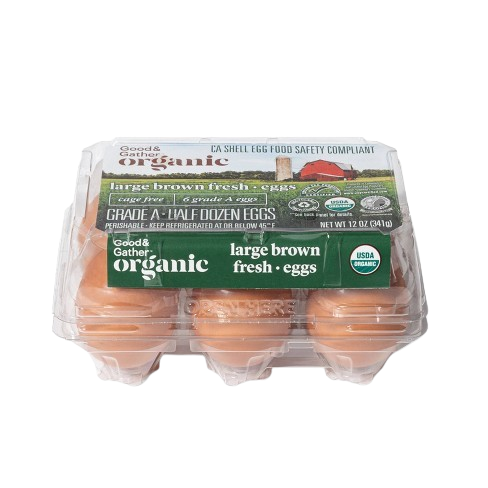 CA SHELL EGG FOOD SAFETY COMPLIANT
Good&
Gather
organic
large brown fresh · eggs
cage free
6 grade A eggs
USDA
ORGANIC
GRADE A · HALF DOZEN EGGS
NET WT 12 OZ (341g)
PERISHABLE · KEEP REFRIGERATED AT OR BELOW 45° F
Good&
Gather
organic
large brown
fresh · eggs
USDA
ORGANIC
OPEN HERE